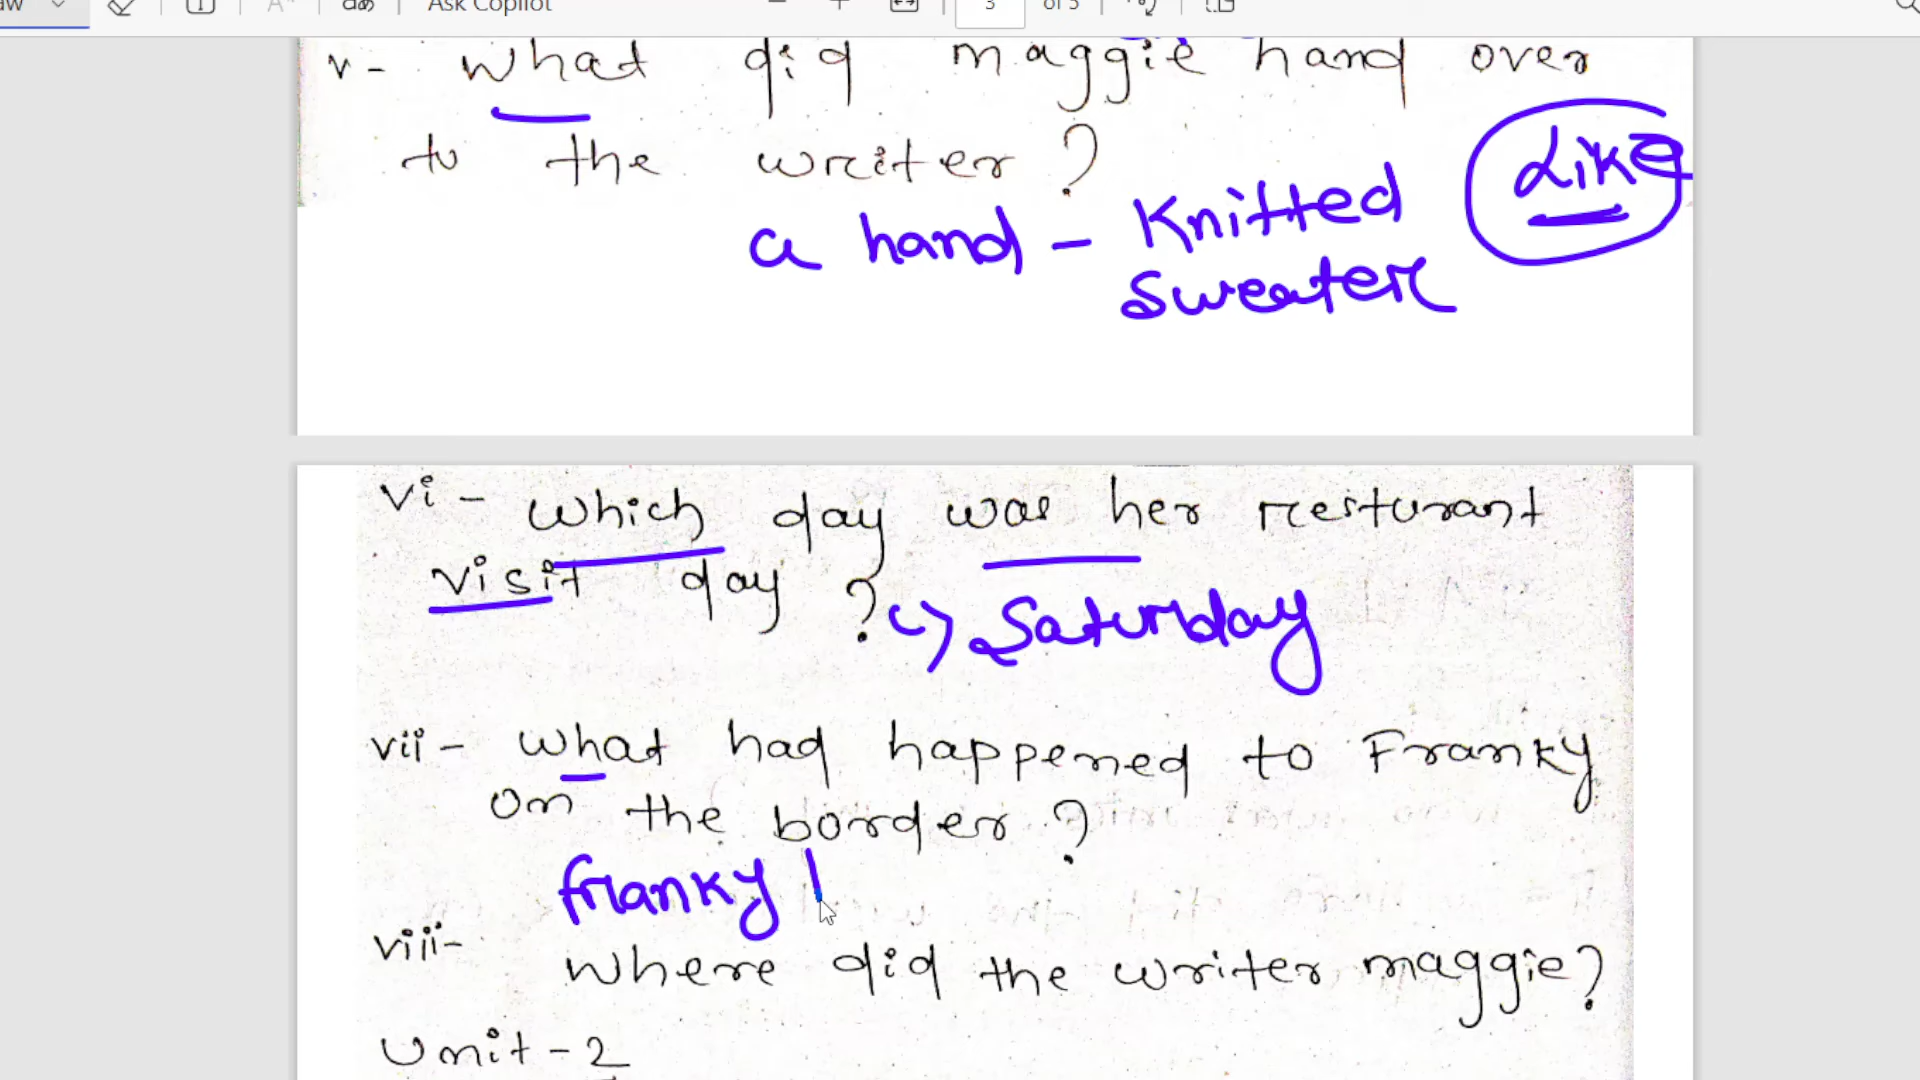 Ask Copilot
3 of 5
v - what did maggie hand over
to the writer ?
Like
a hand - Knitted
sweater
vi - which day was her resturant
visit day ?
Saturday
vii - what had happened to Franky
on the border ?
franky
viii-
where did the writer maggie?
Unit - 2